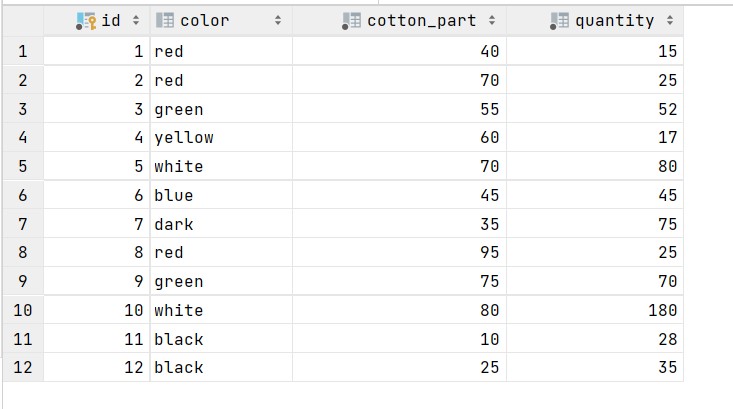 id color cotton_part quantity
1 1 red 40 15
2 2 red 70 25
3 3 green 55 52
4 4 yellow 60 17
5 5 white 70 80
6 6 blue 45 45
7 7 dark 35 75
8 8 red 95 25
9 9 green 75 70
10 10 white 80 180
11 11 black 10 28
12 12 black 25 35